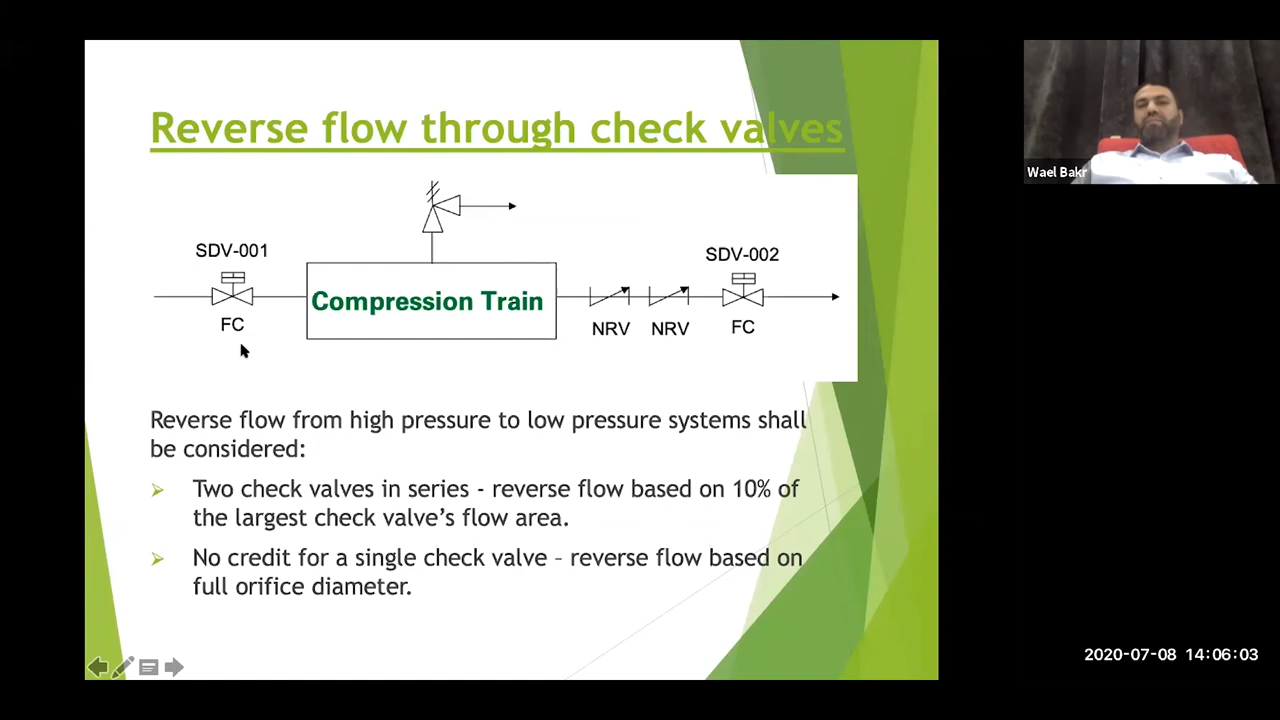 Reverse flow through check valves
SDV-001
SDV-002
Compression Train
FC
NRV
NRV
FC
Reverse flow from high pressure to low pressure systems shall
be considered:
Two check valves in series - reverse flow based on 10% of
the largest check valve's flow area.
No credit for a single check valve – reverse flow based on
full orifice diameter.
Wael Bakr
2020-07-08 14:06:03